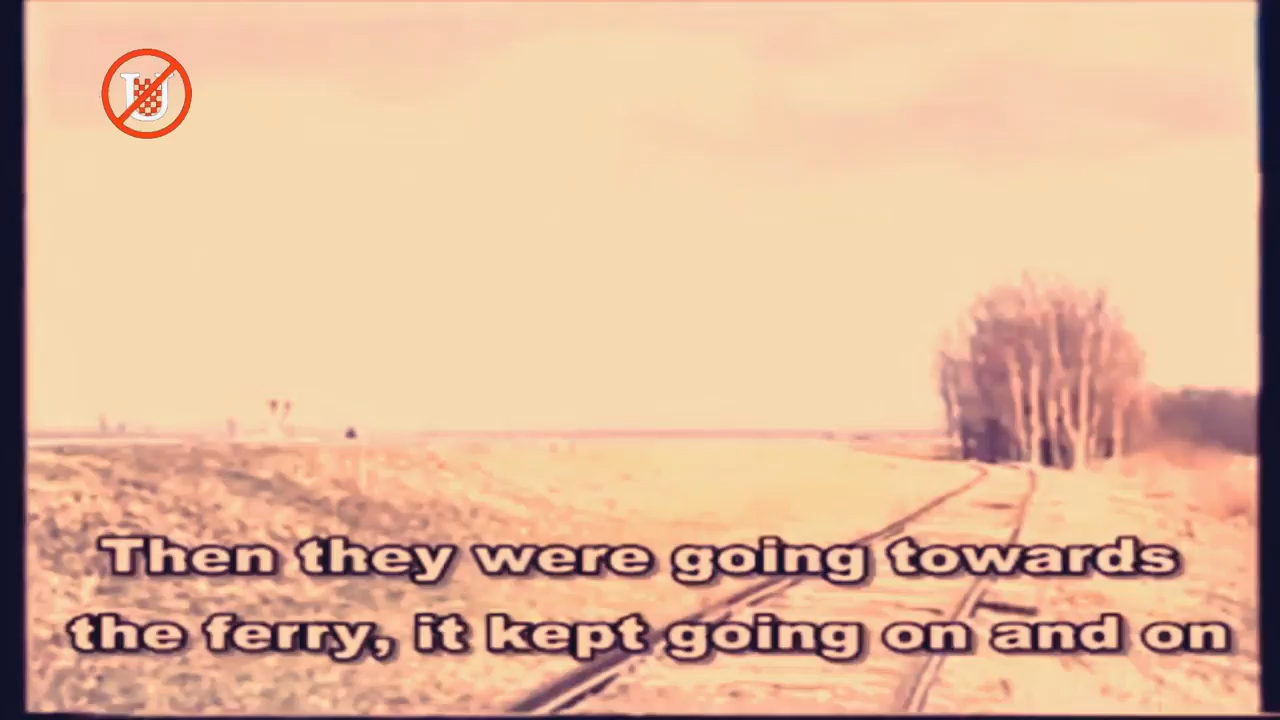 U
Then they were going towards
the ferry, it kept going on and on